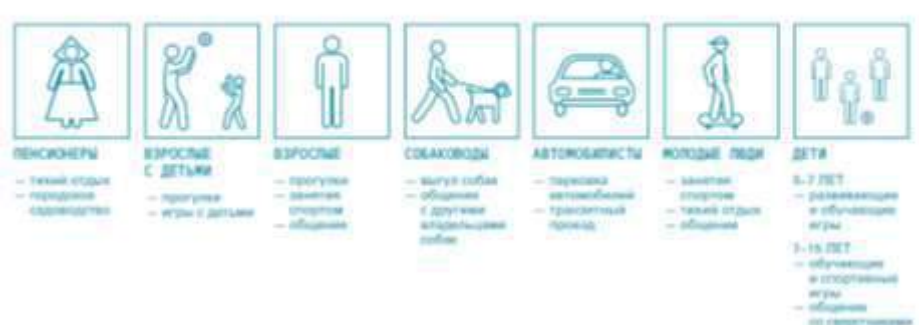 ПЕНСИОНЕРЫ
— тихий отдых
— городское
садоводство
ВЗРОСЛЫЕ
С ДЕТЬМИ
— прогулки
— игры с детьми
ВЗРОСЛЫЕ
— прогулки
— занятия
спортом
— общение
СОБАКОВОДЫ
— выгул собак
— общение
с другими
владельцами
собак
АВТОМОБИЛИСТЫ
— парковка
автомобилей
— транзитный
проезд
МОЛОДЫЕ ЛЮДИ
— занятия
спортом
— тихий отдых
— общение
ДЕТИ
— развивающие
и обучающие
игры
— обучающие
и спортивные
игры
— общение
со сверстниками